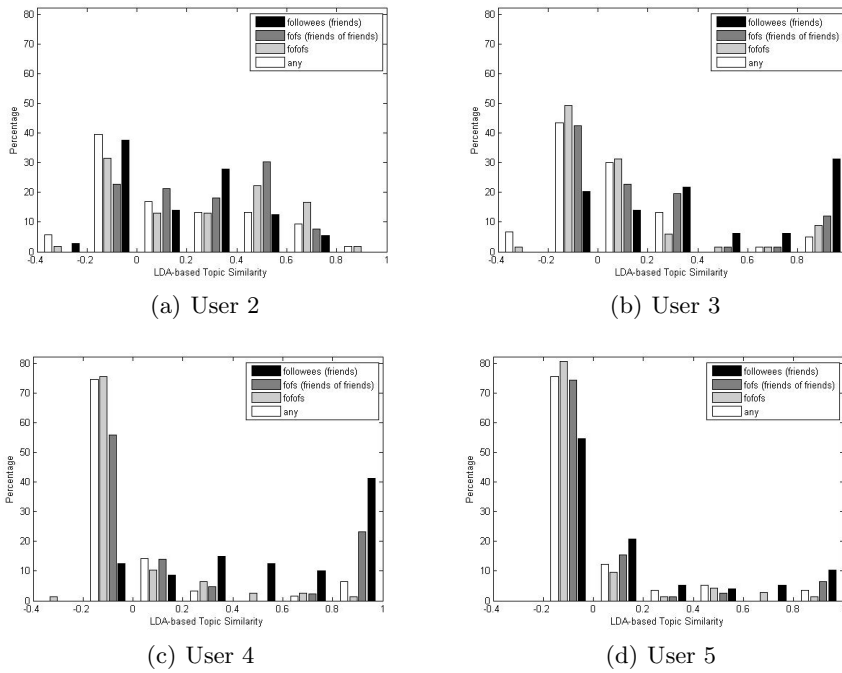 80
70
60
50
40
30
20
10
0
Percentage
-0.4 -0.2 0 0.2 0.4 0.6 0.8 1
LDA-based Topic Similarity
followees (friends)
fofs (friends of friends)
fofofs
any
(a) User 2
80
70
60
50
40
30
20
10
0
Percentage
-0.4 -0.2 0 0.2 0.4 0.6 0.8
LDA-based Topic Similarity
followees (friends)
fofs (friends of friends)
fofofs
any
(b) User 3
80
70
60
50
40
30
20
10
0
Percentage
-0.4 -0.2 0 0.2 0.4 0.6 0.8 1
LDA-based Topic Similarity
followees (friends)
fofs (friends of friends)
fofofs
any
(c) User 4
80
70
60
50
40
30
20
10
0
Percentage
-0.4 -0.2 0 0.2 0.4 0.6 0.8
LDA-based Topic Similarity
followees (friends)
fofs (friends of friends)
fofofs
any
(d) User 5